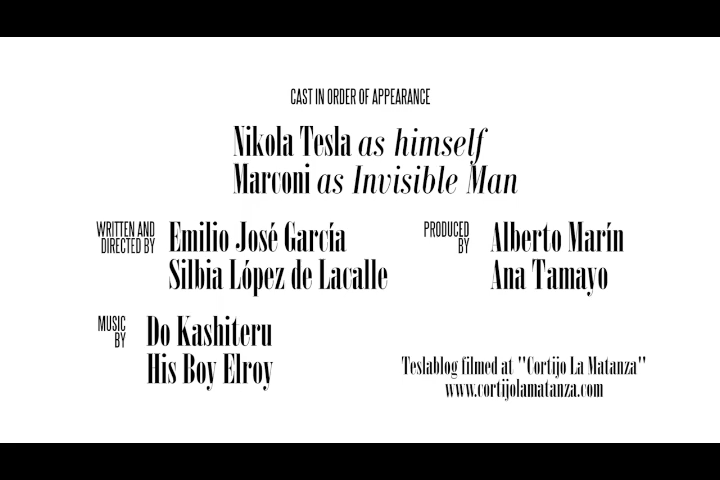 CAST IN ORDER OF APPEARANCE
Nikola Tesla as himself
Marconi as Invisible Man
WRITTEN AND
DIRECTED BY
Emilio José García
Silbia López de Lacalle
PRODUCED
BY
Alberto Marín
Ana Tamayo
MUSIC
BY
Do Kashiteru
His Boy Elroy
Teslablog filmed at "Cortijo La Matanza"
www.cortijolamatanza.com